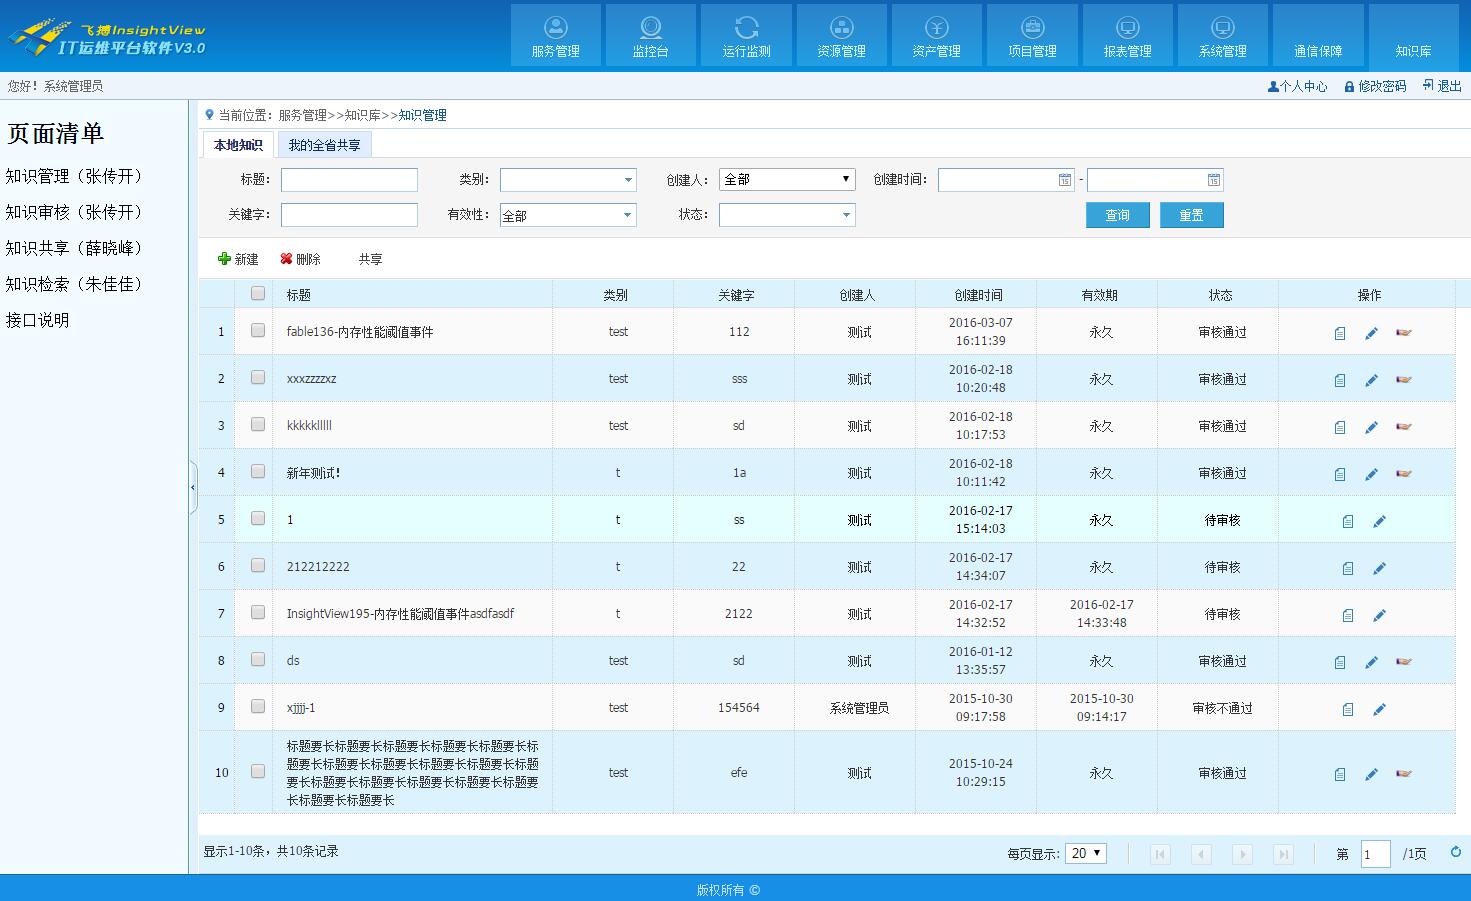 飞搏InsightView
IT运维平台软件V3.0
服务管理 监控台 运行监测 资源管理 资产管理 项目管理 报表管理 系统管理 通信保障 知识库
您好！系统管理员 个人中心 修改密码 退出
页面清单
知识管理（张传开）
知识审核（张传开）
知识共享（薛晓峰）
知识检索（朱佳佳）
接口说明
当前位置：服务管理>>知识库>>知识管理
本地知识 我的全省共享
标题： 类别： 创建人： 全部 创建时间： -
关键字： 有效性： 全部 状态： 查询 重置
新建 删除 共享
标题 类别 关键字 创建人 创建时间 有效期 状态 操作
1 fable136-内存性能阈值事件 test 112 测试 2016-03-07 16:11:39 永久 审核通过
2 xxxzzzzxz test sss 测试 2016-02-18 10:20:48 永久 审核通过
3 kkkkklllll test sd 测试 2016-02-18 10:17:53 永久 审核通过
4 新年测试！ t 1a 测试 2016-02-18 10:11:42 永久 审核通过
5 1 t ss 测试 2016-02-17 15:14:03 永久 待审核
6 212212222 t 22 测试 2016-02-17 14:34:07 永久 待审核
7 InsightView195-内存性能阈值事件asdfasdf t 2122 测试 2016-02-17 14:32:52 2016-02-17 14:33:48 待审核
8 ds test sd 测试 2016-01-12 13:35:57 永久 审核通过
9 xjjjj-1 test 154564 系统管理员 2015-10-30 09:17:58 2015-10-30 09:14:17 审核不通过
10 标题要长标题要长标题要长标题要长标题要长标
题要长标题要长标题要长标题要长标题要长标题
要长标题要长标题要长标题要长标题要长标题要
长标题要长标题要长 test efe 测试 2015-10-24 10:29:15 永久 审核通过
显示1-10条，共10条记录 每页显示: 20 第 1 /1页
版权所有 ©